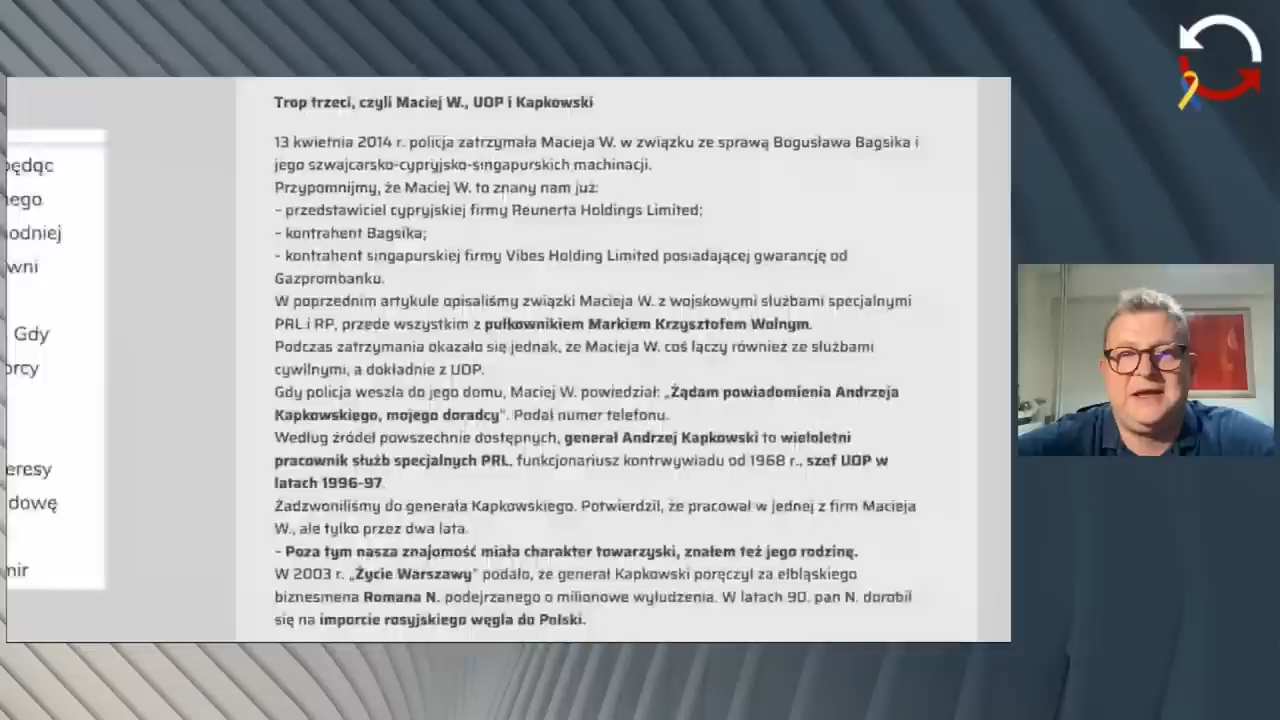 Trop trzeci, czyli Maciej W., UOP i Kapkowski
13 kwietnia 2014 r. policja zatrzymała Macieja W. w związku ze sprawą Bogusława Bagsika i
jego szwajcarsko-cypryjsko-singapurskich machinacji.
Przypomnijmy, że Maciej W. to znany nam już:
- przedstawiciel cypryjskiej firmy Reunerta Holdings Limited;
- kontrahent Bagsika;
- kontrahent singapurskiej firmy Vibes Holding Limited posiadającej gwarancję od
Gazprombanku.
W poprzednim artykule opisaliśmy związki Macieja W. z wojskowymi służbami specjalnymi
PRL i RP, przede wszystkim z pułkownikiem Markiem Krzysztofem Wolnym.
Podczas zatrzymania okazało się jednak, że Macieja W. coś łączy również ze służbami
cywilnymi, a dokładnie z UOP.
Gdy policja weszła do jego domu, Maciej W. powiedział: „Żądam powiadomienia Andrzeja
Kapkowskiego, mojego doradcy”. Podał numer telefonu.
Według źródeł powszechnie dostępnych, generał Andrzej Kapkowski to wieloletni
pracownik służb specjalnych PRL, funkcjonariusz kontrwywiadu od 1968 r., szef UOP w
latach 1996-97.
Zadzwoniliśmy do generała Kapkowskiego. Potwierdził, że pracował w jednej z firm Macieja
W., ale tylko przez dwa lata.
- Poza tym nasza znajomość miała charakter towarzyski, znałem też jego rodzinę.
W 2003 r. „Życie Warszawy” podało, że generał Kapkowski poręczył za elbląskiego
biznesmena Romana N. podejrzanego o milionowe wyłudzenia. W latach 90. pan N. dorobił
się na imporcie rosyjskiego węgla do Polski.
będąc
nego
odniej
wni
Gdy
orcy
eresy
dowę
mir